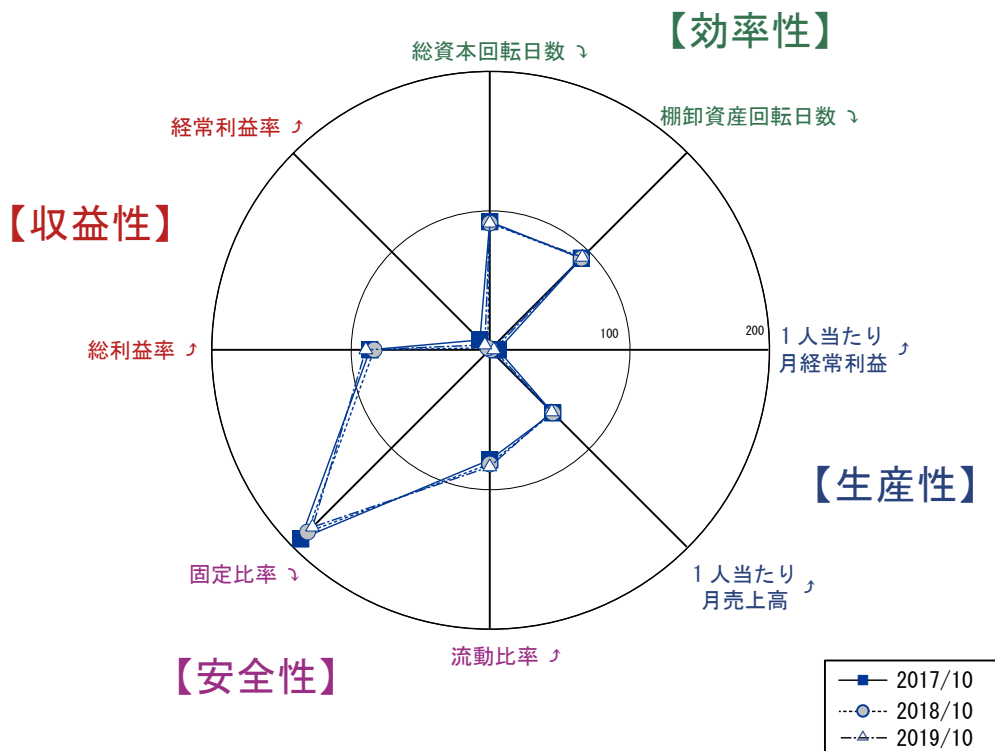 【効率性】
総資本回転日数 ⤵
棚卸資産回転日数 ⤵
経常利益率 ⤴
【収益性】
総利益率 ⤴
100
200
１人当たり
月経常利益 ⤴
【生産性】
１人当たり
月売上高 ⤴
固定比率 ⤵
流動比率 ⤴
【安全性】
2017/10
2018/10
2019/10